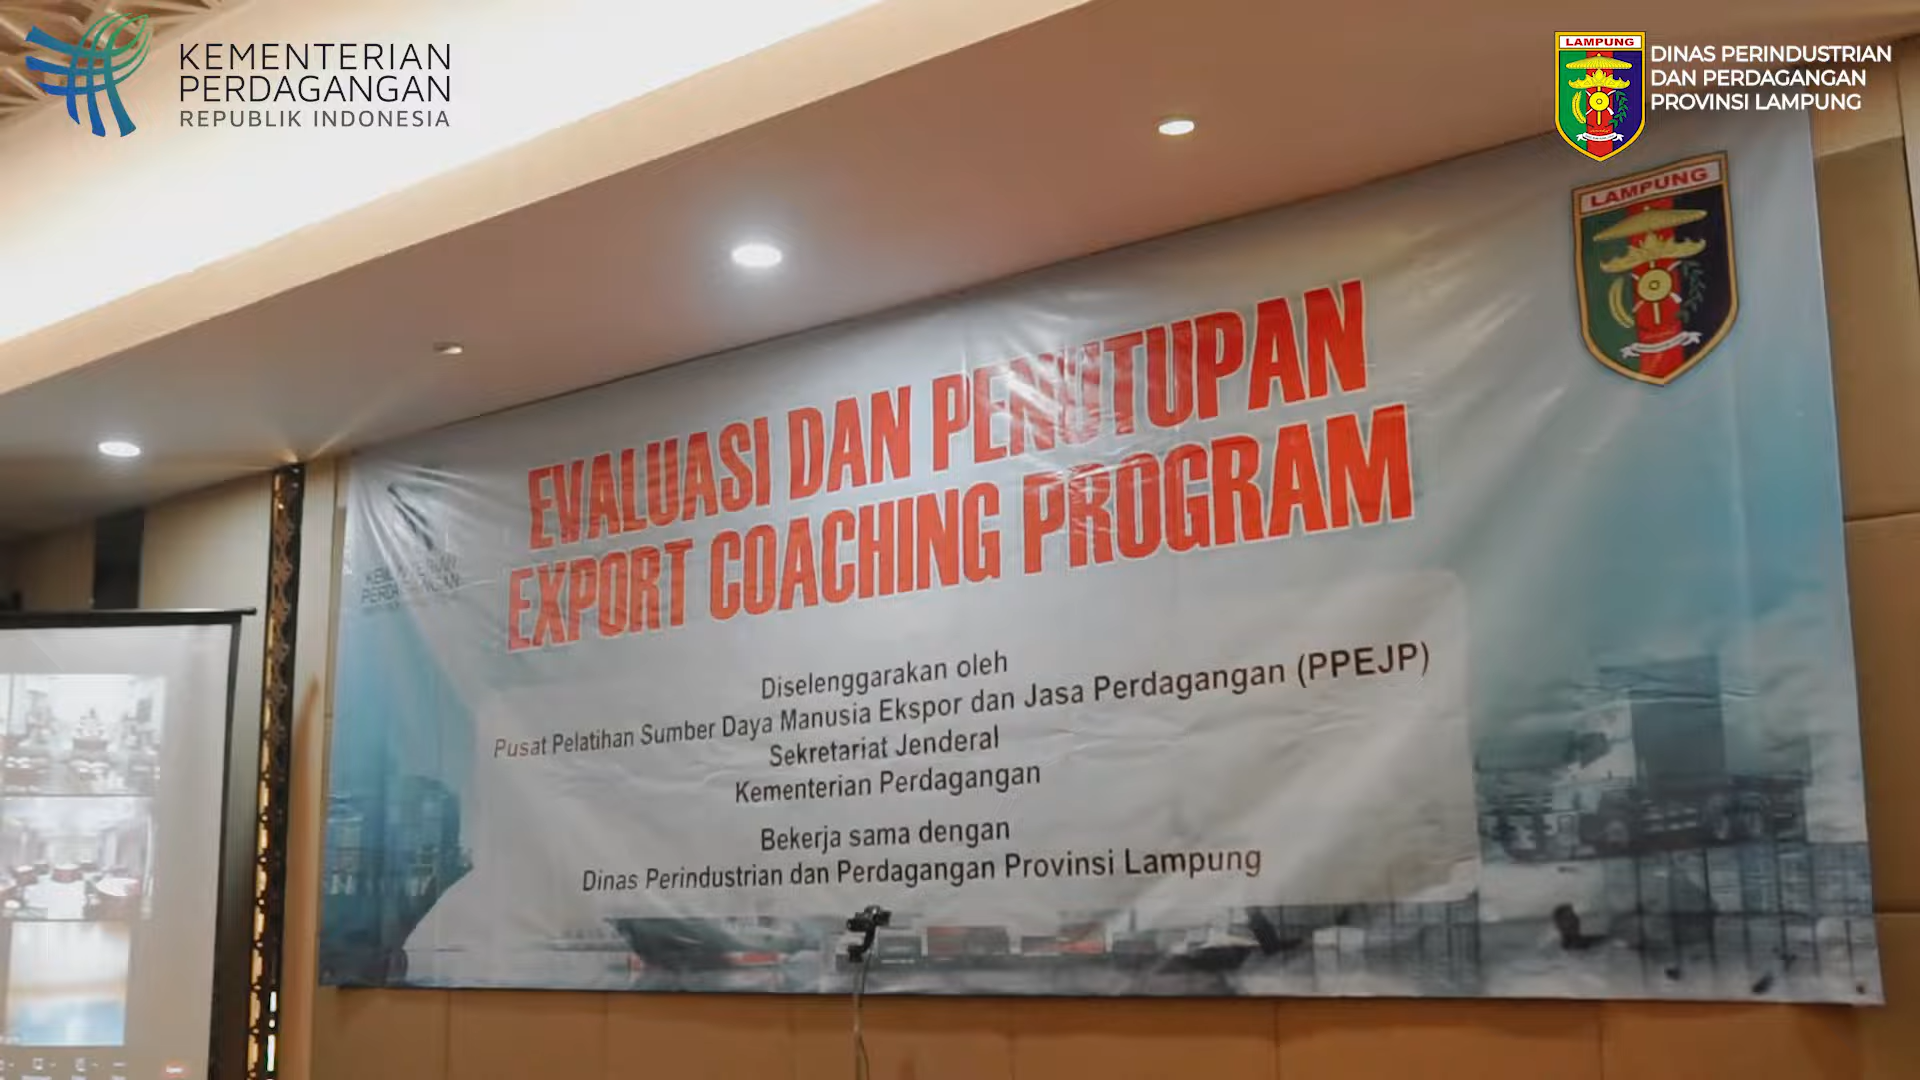 KEMENTERIAN
PERDAGANGAN
REPUBLIK INDONESIA
LAMPUNG
DINAS PERINDUSTRIAN
DAN PERDAGANGAN
PROVINSI LAMPUNG
LAMPUNG
EVALUASI DAN PENUTUPAN
EXPORT COACHING PROGRAM
KEMENTERIAN
PERDAGANGAN
Diselenggarakan oleh
Pusat Pelatihan Sumber Daya Manusia Ekspor dan Jasa Perdagangan (PPEJP)
Sekretariat Jenderal
Kementerian Perdagangan
Bekerja sama dengan
Dinas Perindustrian dan Perdagangan Provinsi Lampung